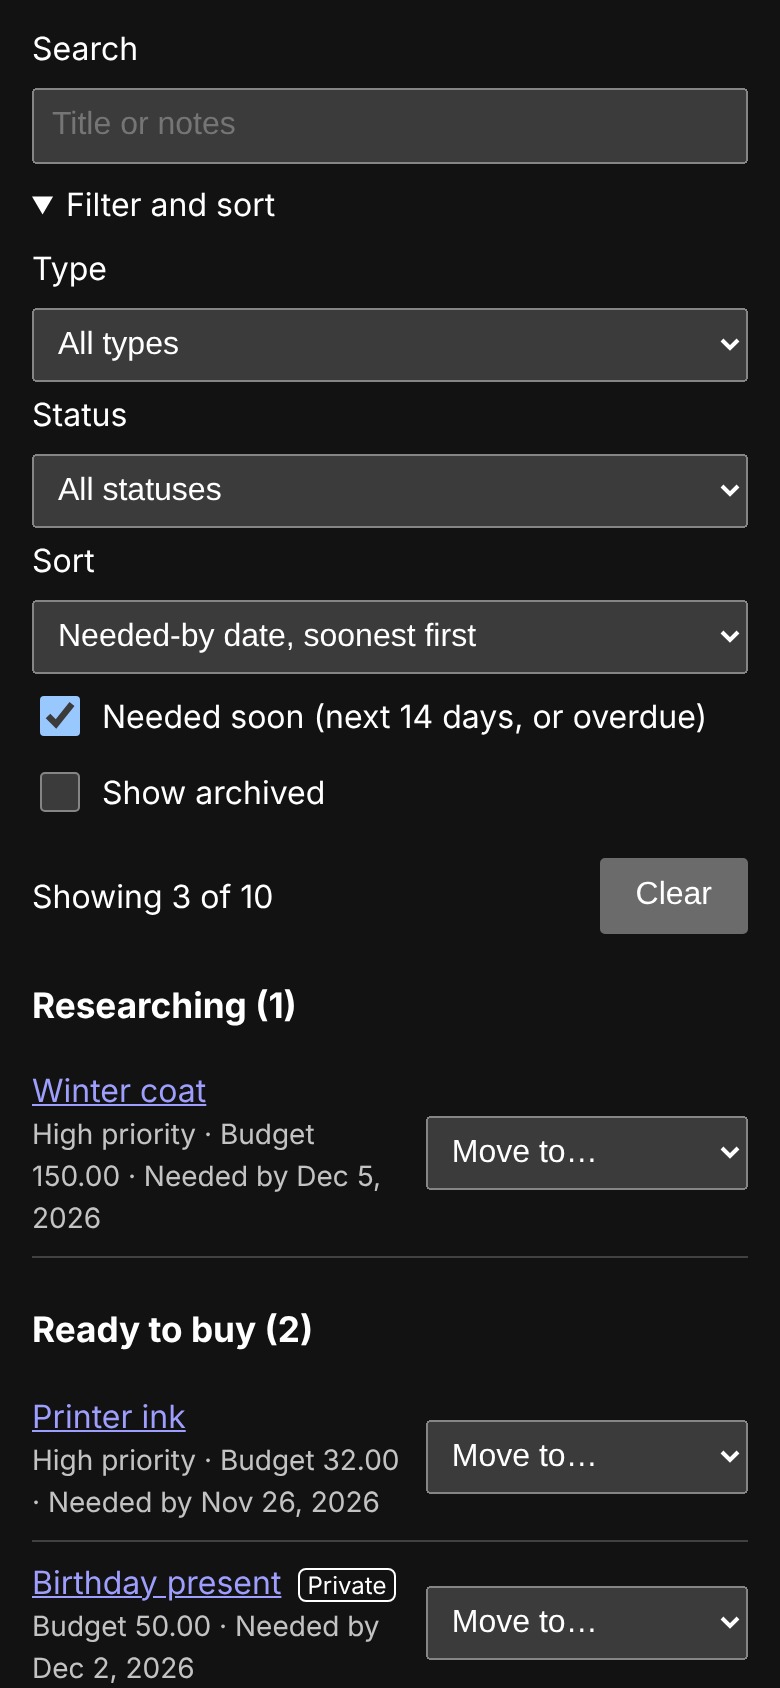 Search
Title or notes
▼ Filter and sort
Type
All types
Status
All statuses
Sort
Needed-by date, soonest first
Needed soon (next 14 days, or overdue)
Show archived
Showing 3 of 10
Clear
Researching (1)
Winter coat
High priority · Budget
150.00 · Needed by Dec 5,
2026
Move to…
Ready to buy (2)
Printer ink
High priority · Budget 32.00
· Needed by Nov 26, 2026
Move to…
Birthday present Private
Budget 50.00 · Needed by
Dec 2, 2026
Move to…